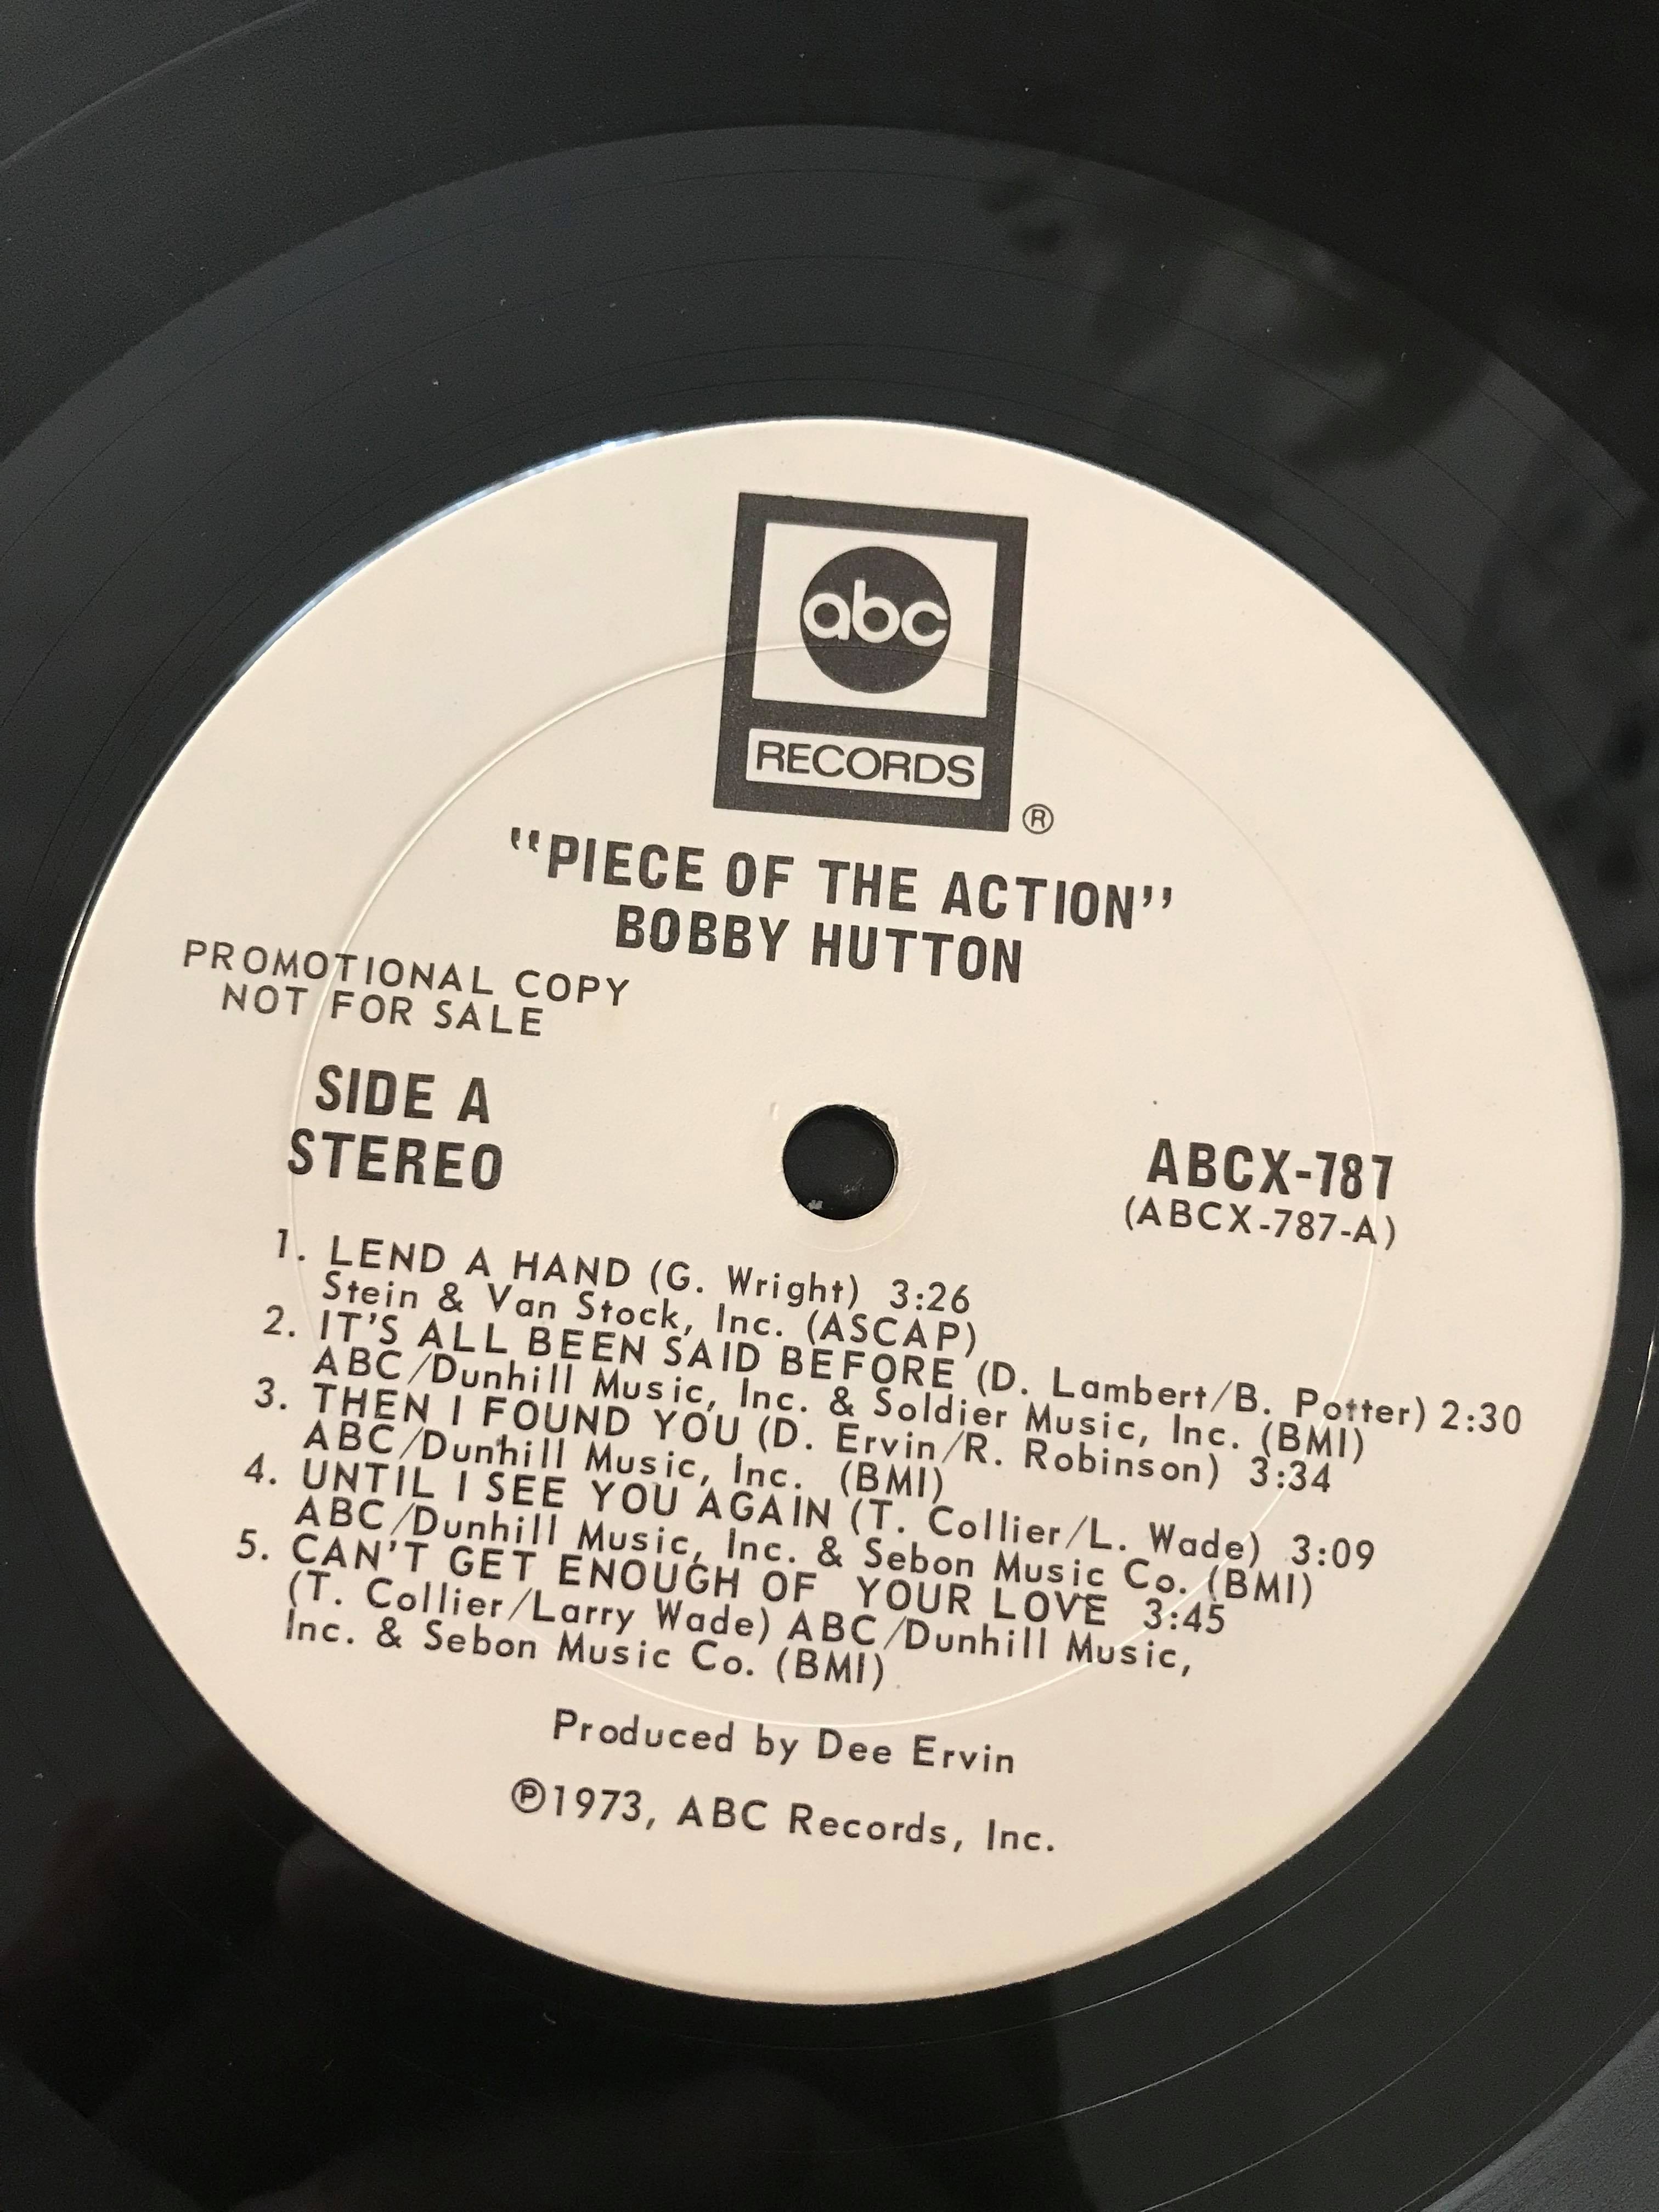 abc
RECORDS
®
"PIECE OF THE ACTION"
BOBBY HUTTON
PROMOTIONAL COPY
NOT FOR SALE
SIDE A
STEREO
ABCX-787
(ABCX-787-A)
1. LEND A HAND (G. Wright) 3:26
Stein & Van Stock, Inc. (ASCAP)
2. IT'S ALL BEEN SAID BEFORE (D. Lambert/B. Potter) 2:30
ABC/Dunhill Music, Inc. & Soldier Music, Inc. (BMI)
3. THEN I FOUND YOU (D. Ervin/R. Robinson) 3:34
ABC/Dunhill Music, Inc. (BMI)
4. UNTIL I SEE YOU AGAIN (T. Collier/L. Wade) 3:09
ABC/Dunhill Music, Inc. & Sebon Music Co. (BMI)
5. CAN'T GET ENOUGH OF YOUR LOVE 3:45
(T. Collier/Larry Wade) ABC/Dunhill Music,
Inc. & Sebon Music Co. (BMI)
Produced by Dee Ervin
℗1973, ABC Records, Inc.